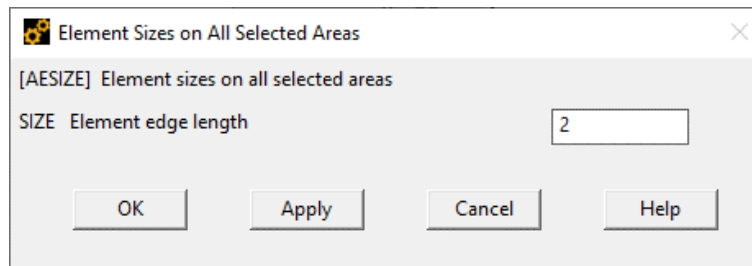 Element Sizes on All Selected Areas
[AESIZE] Element sizes on all selected areas
SIZE Element edge length 2
OK Apply Cancel Help